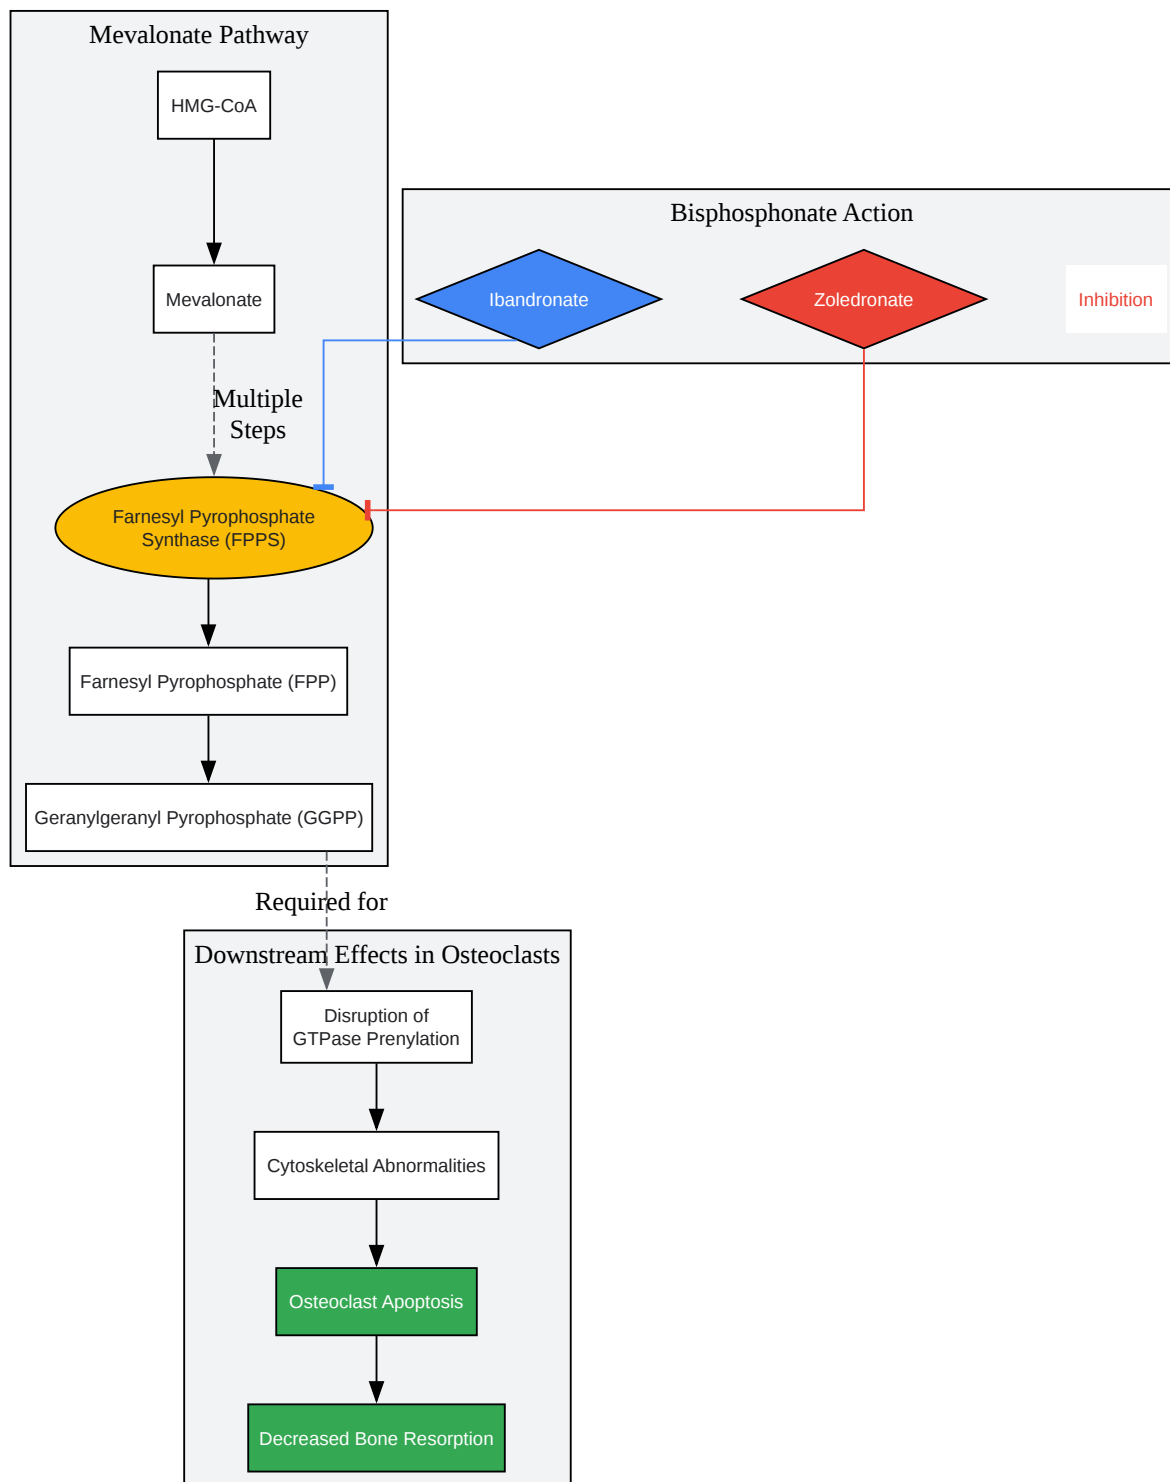 Mevalonate Pathway
HMG-CoA
Bisphosphonate Action
Mevalonate
Ibandronate
Zoledronate
Inhibition
Multiple
Steps
Farnesyl Pyrophosphate
Synthase (FPPS)
Farnesyl Pyrophosphate (FPP)
Geranylgeranyl Pyrophosphate (GGPP)
Required for
Downstream Effects in Osteoclasts
Disruption of
GTPase Prenylation
Cytoskeletal Abnormalities
Osteoclast Apoptosis
Decreased Bone Resorption